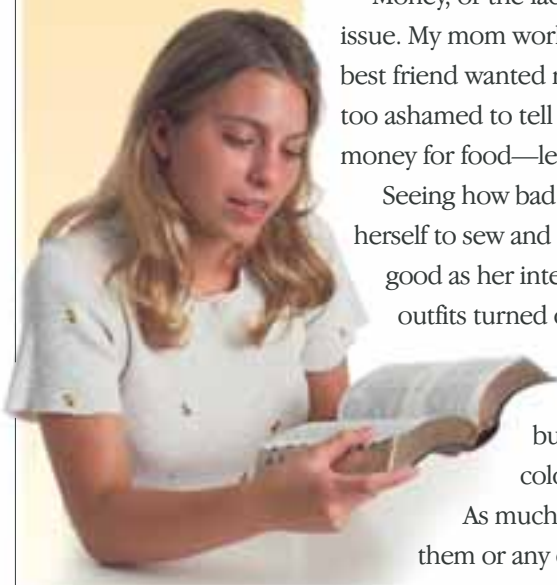 Money, or the lac
issue. My mom work
best friend wanted
too ashamed to tell
money for food—le
Seeing how bad
herself to sew and
good as her inte
outfits turned o
bu
colo
As much
them or any